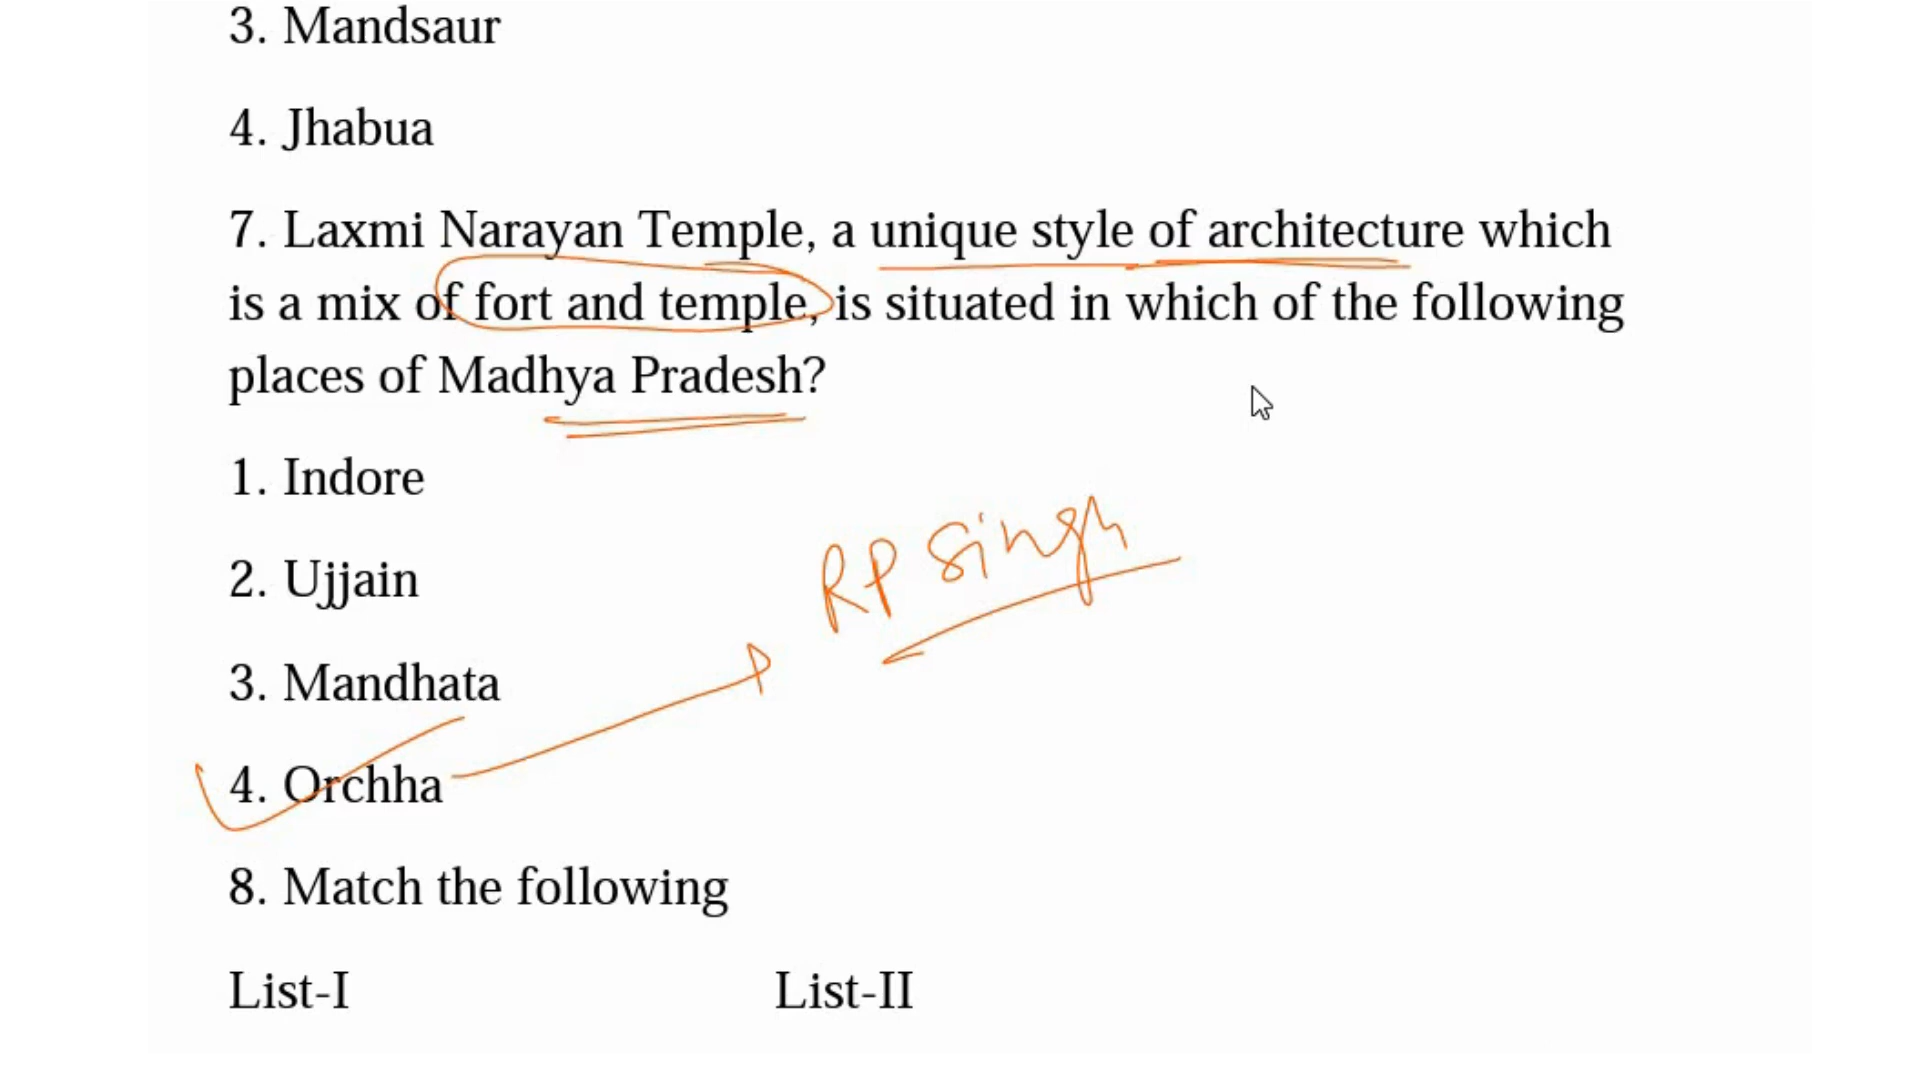 3. Mandsaur
4. Jhabua
7. Laxmi Narayan Temple, a unique style of architecture which
is a mix of fort and temple, is situated in which of the following
places of Madhya Pradesh?
1. Indore
2. Ujjain
RP Singh
3. Mandhata
4. Orchha
8. Match the following
List-I List-II